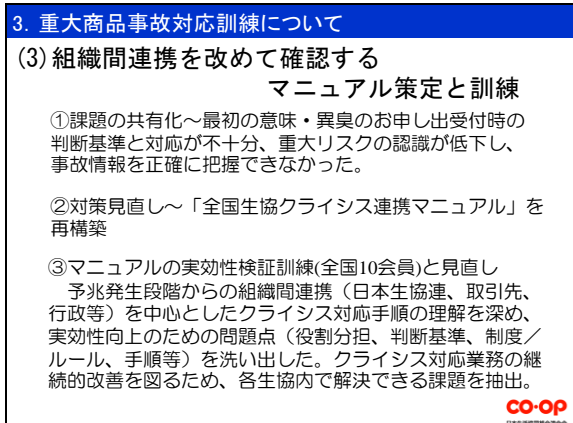 3. 重大商品事故対応訓練について
(3)組織間連携を改めて確認する
マニュアル策定と訓練
①課題の共有化～最初の意味・異臭のお申し出受付時の
判断基準と対応が不十分、重大リスクの認識が低下し、
事故情報を正確に把握できなかった。
②対策見直し～「全国生協クライシス連携マニュアル」を
再構築
③マニュアルの実効性検証訓練(全国10会員)と見直し
予兆発生段階からの組織間連携（日本生協連、取引先、
行政等）を中心としたクライシス対応手順の理解を深め、
実効性向上のための問題点（役割分担、判断基準、制度／
ルール、手順等）を洗い出した。クライシス対応業務の継
続的改善を図るため、各生協内で解決できる課題を抽出。
CO･OP